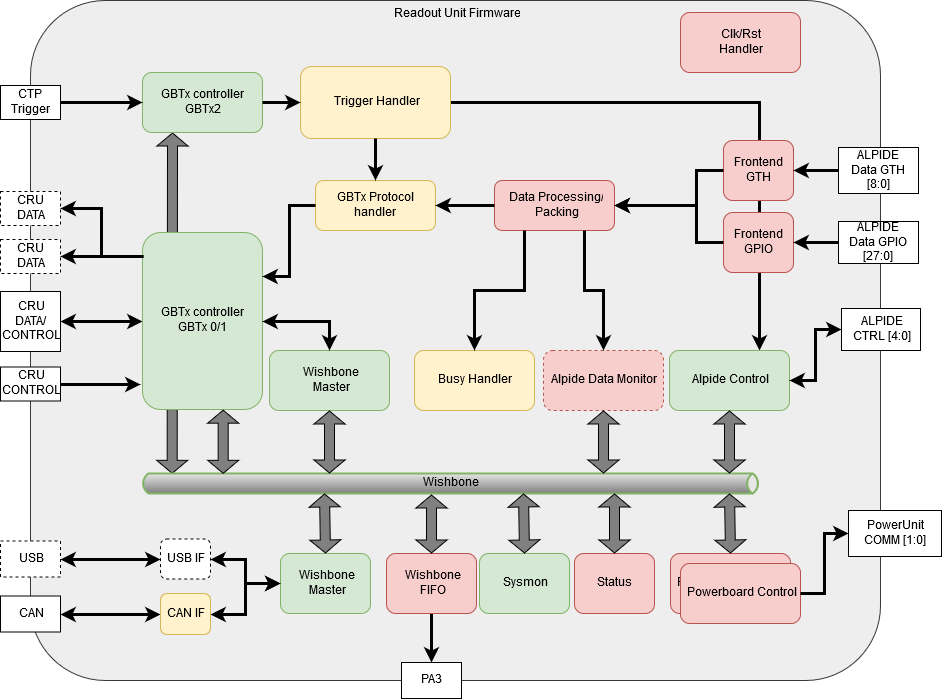 Readout Unit Firmware
Clk/Rst
Handler
CTP
Trigger
GBTx controller
GBTx2
Trigger Handler
CRU
DATA
CRU
DATA
GBTx Protocol
handler
Data Processing/
Packing
Frontend
GTH
ALPIDE
Data GTH
[8:0]
Frontend
GPIO
ALPIDE
Data GPIO
[27:0]
CRU
DATA/
CONTROL
GBTx controller
GBTx 0/1
ALPIDE
CTRL [4:0]
CRU
CONTROL
Wishbone
Master
Busy Handler
Alpide Data Monitor
Alpide Control
Wishbone
USB
USB IF
CAN
CAN IF
Wishbone
Master
Wishbone
FIFO
Sysmon
Status
Powerboard Control
PowerUnit
COMM [1:0]
PA3